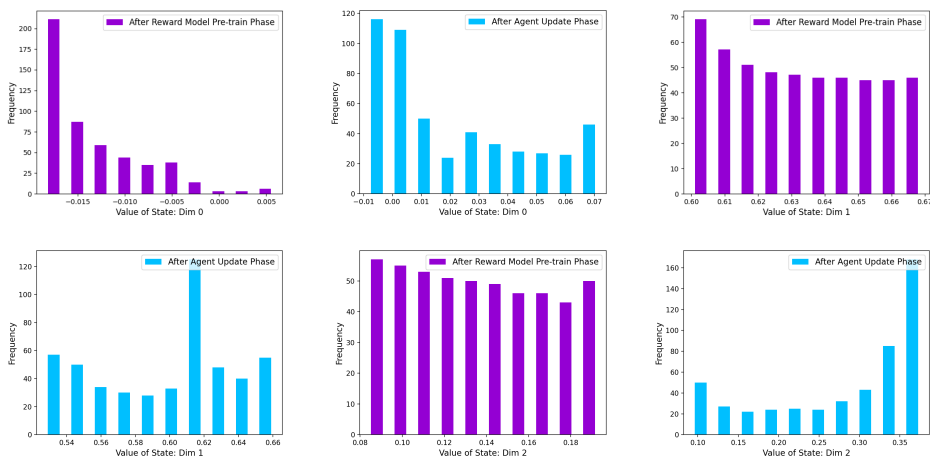 After Reward Model Pre-train Phase
Frequency
200
175
150
125
100
75
50
25
0
−0.015 −0.010 −0.005 0.000 0.005
Value of State: Dim 0
After Agent Update Phase
Frequency
120
100
80
60
40
20
0
−0.01 0.00 0.01 0.02 0.03 0.04 0.05 0.06 0.07
Value of State: Dim 0
After Reward Model Pre-train Phase
Frequency
70
60
50
40
30
20
10
0
0.60 0.61 0.62 0.63 0.64 0.65 0.66 0.67
Value of State: Dim 1
After Agent Update Phase
Frequency
120
100
80
60
40
20
0
0.54 0.56 0.58 0.60 0.62 0.64 0.66
Value of State: Dim 1
After Reward Model Pre-train Phase
Frequency
50
40
30
20
10
0
0.08 0.10 0.12 0.14 0.16 0.18
Value of State: Dim 2
After Agent Update Phase
Frequency
160
140
120
100
80
60
40
20
0
0.10 0.15 0.20 0.25 0.30 0.35
Value of State: Dim 2